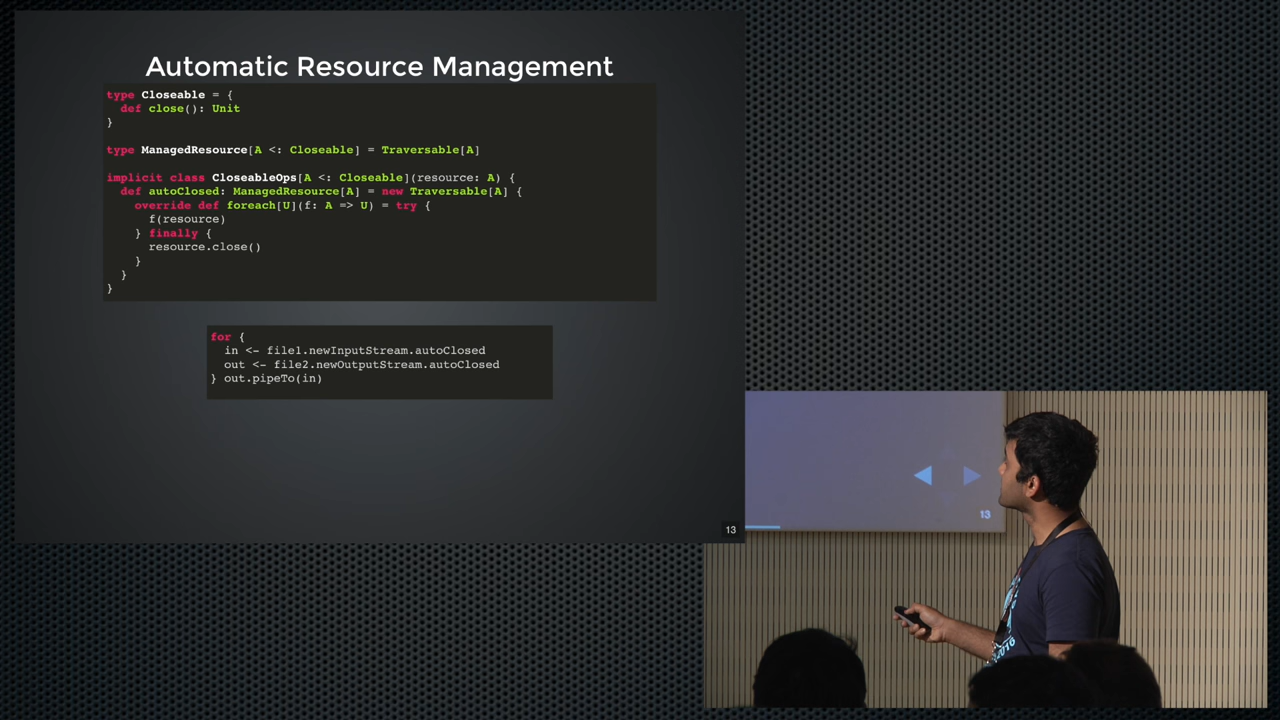 Automatic Resource Management
type Closeable = {
  def close(): Unit
}
type ManagedResource[A <: Closeable] = Traversable[A]
implicit class CloseableOps[A <: Closeable](resource: A) {
  def autoClosed: ManagedResource[A] = new Traversable[A] {
    override def foreach[U](f: A => U) = try {
      f(resource)
    } finally {
      resource.close()
    }
  }
}
for {
  in <- file1.newInputStream.autoClosed
  out <- file2.newOutputStream.autoClosed
} out.pipeTo(in)
13
13
2016